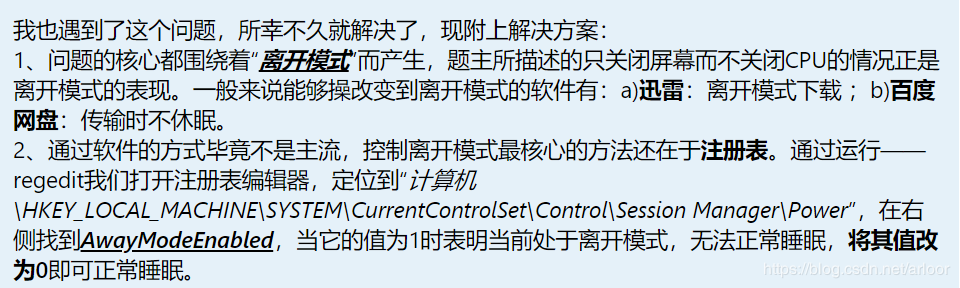 我也遇到了这个问题，所幸不久就解决了，现附上解决方案：
1、问题的核心都围绕着“离开模式”而产生，题主所描述的只关闭屏幕而不关闭CPU的情况正是
离开模式的表现。一般来说能够操改变到离开模式的软件有：a)迅雷：离开模式下载 ；b)百度
网盘：传输时不休眠。
2、通过软件的方式毕竟不是主流，控制离开模式最核心的方法还在于注册表。通过运行——
regedit我们打开注册表编辑器，定位到“计算机
\HKEY_LOCAL_MACHINE\SYSTEM\CurrentControlSet\Control\Session Manager\Power”，在右
侧找到AwayModeEnabled，当它的值为1时表明当前处于离开模式，无法正常睡眠，将其值改
为0即可正常睡眠。
https://blog.csdn.net/arloor